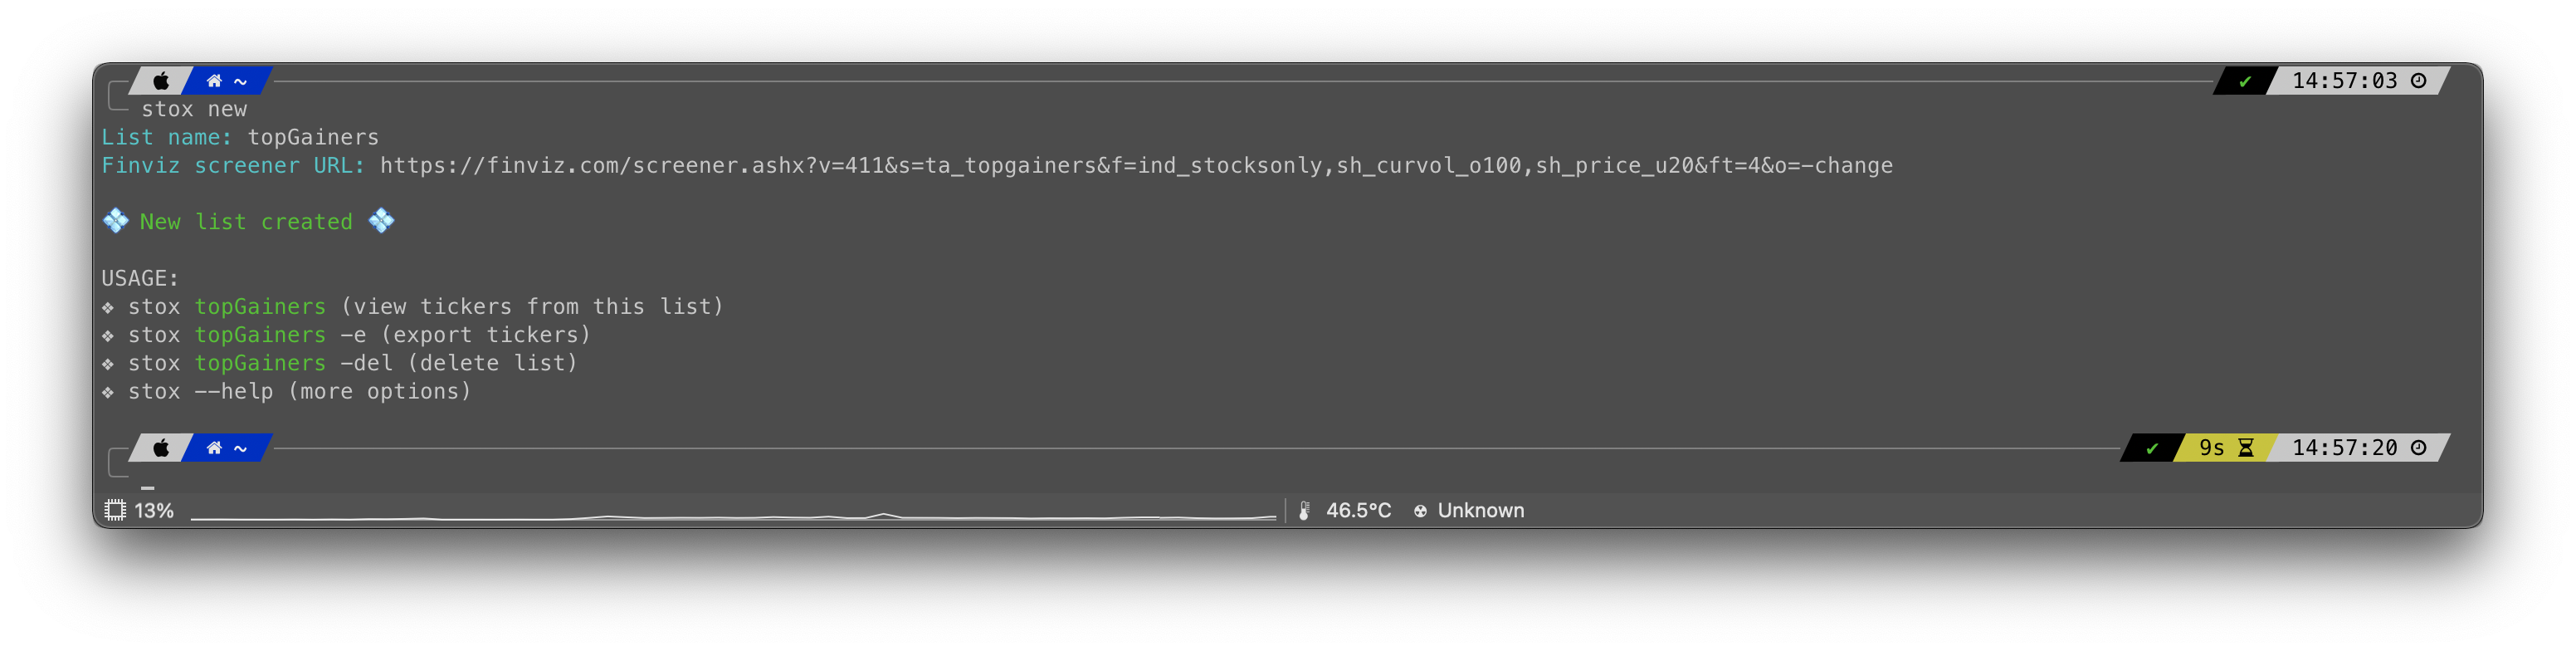 ~ ✔ 14:57:03
stox new
List name: topGainers
Finviz screener URL: https://finviz.com/screener.ashx?v=411&s=ta_topgainers&f=ind_stocksonly,sh_curvol_o100,sh_price_u20&ft=4&o=-change
💠 New list created 💠
USAGE:
❖ stox topGainers (view tickers from this list)
❖ stox topGainers -e (export tickers)
❖ stox topGainers -del (delete list)
❖ stox --help (more options)
~ ✔ 9s 14:57:20
13% 46.5°C ☢ Unknown